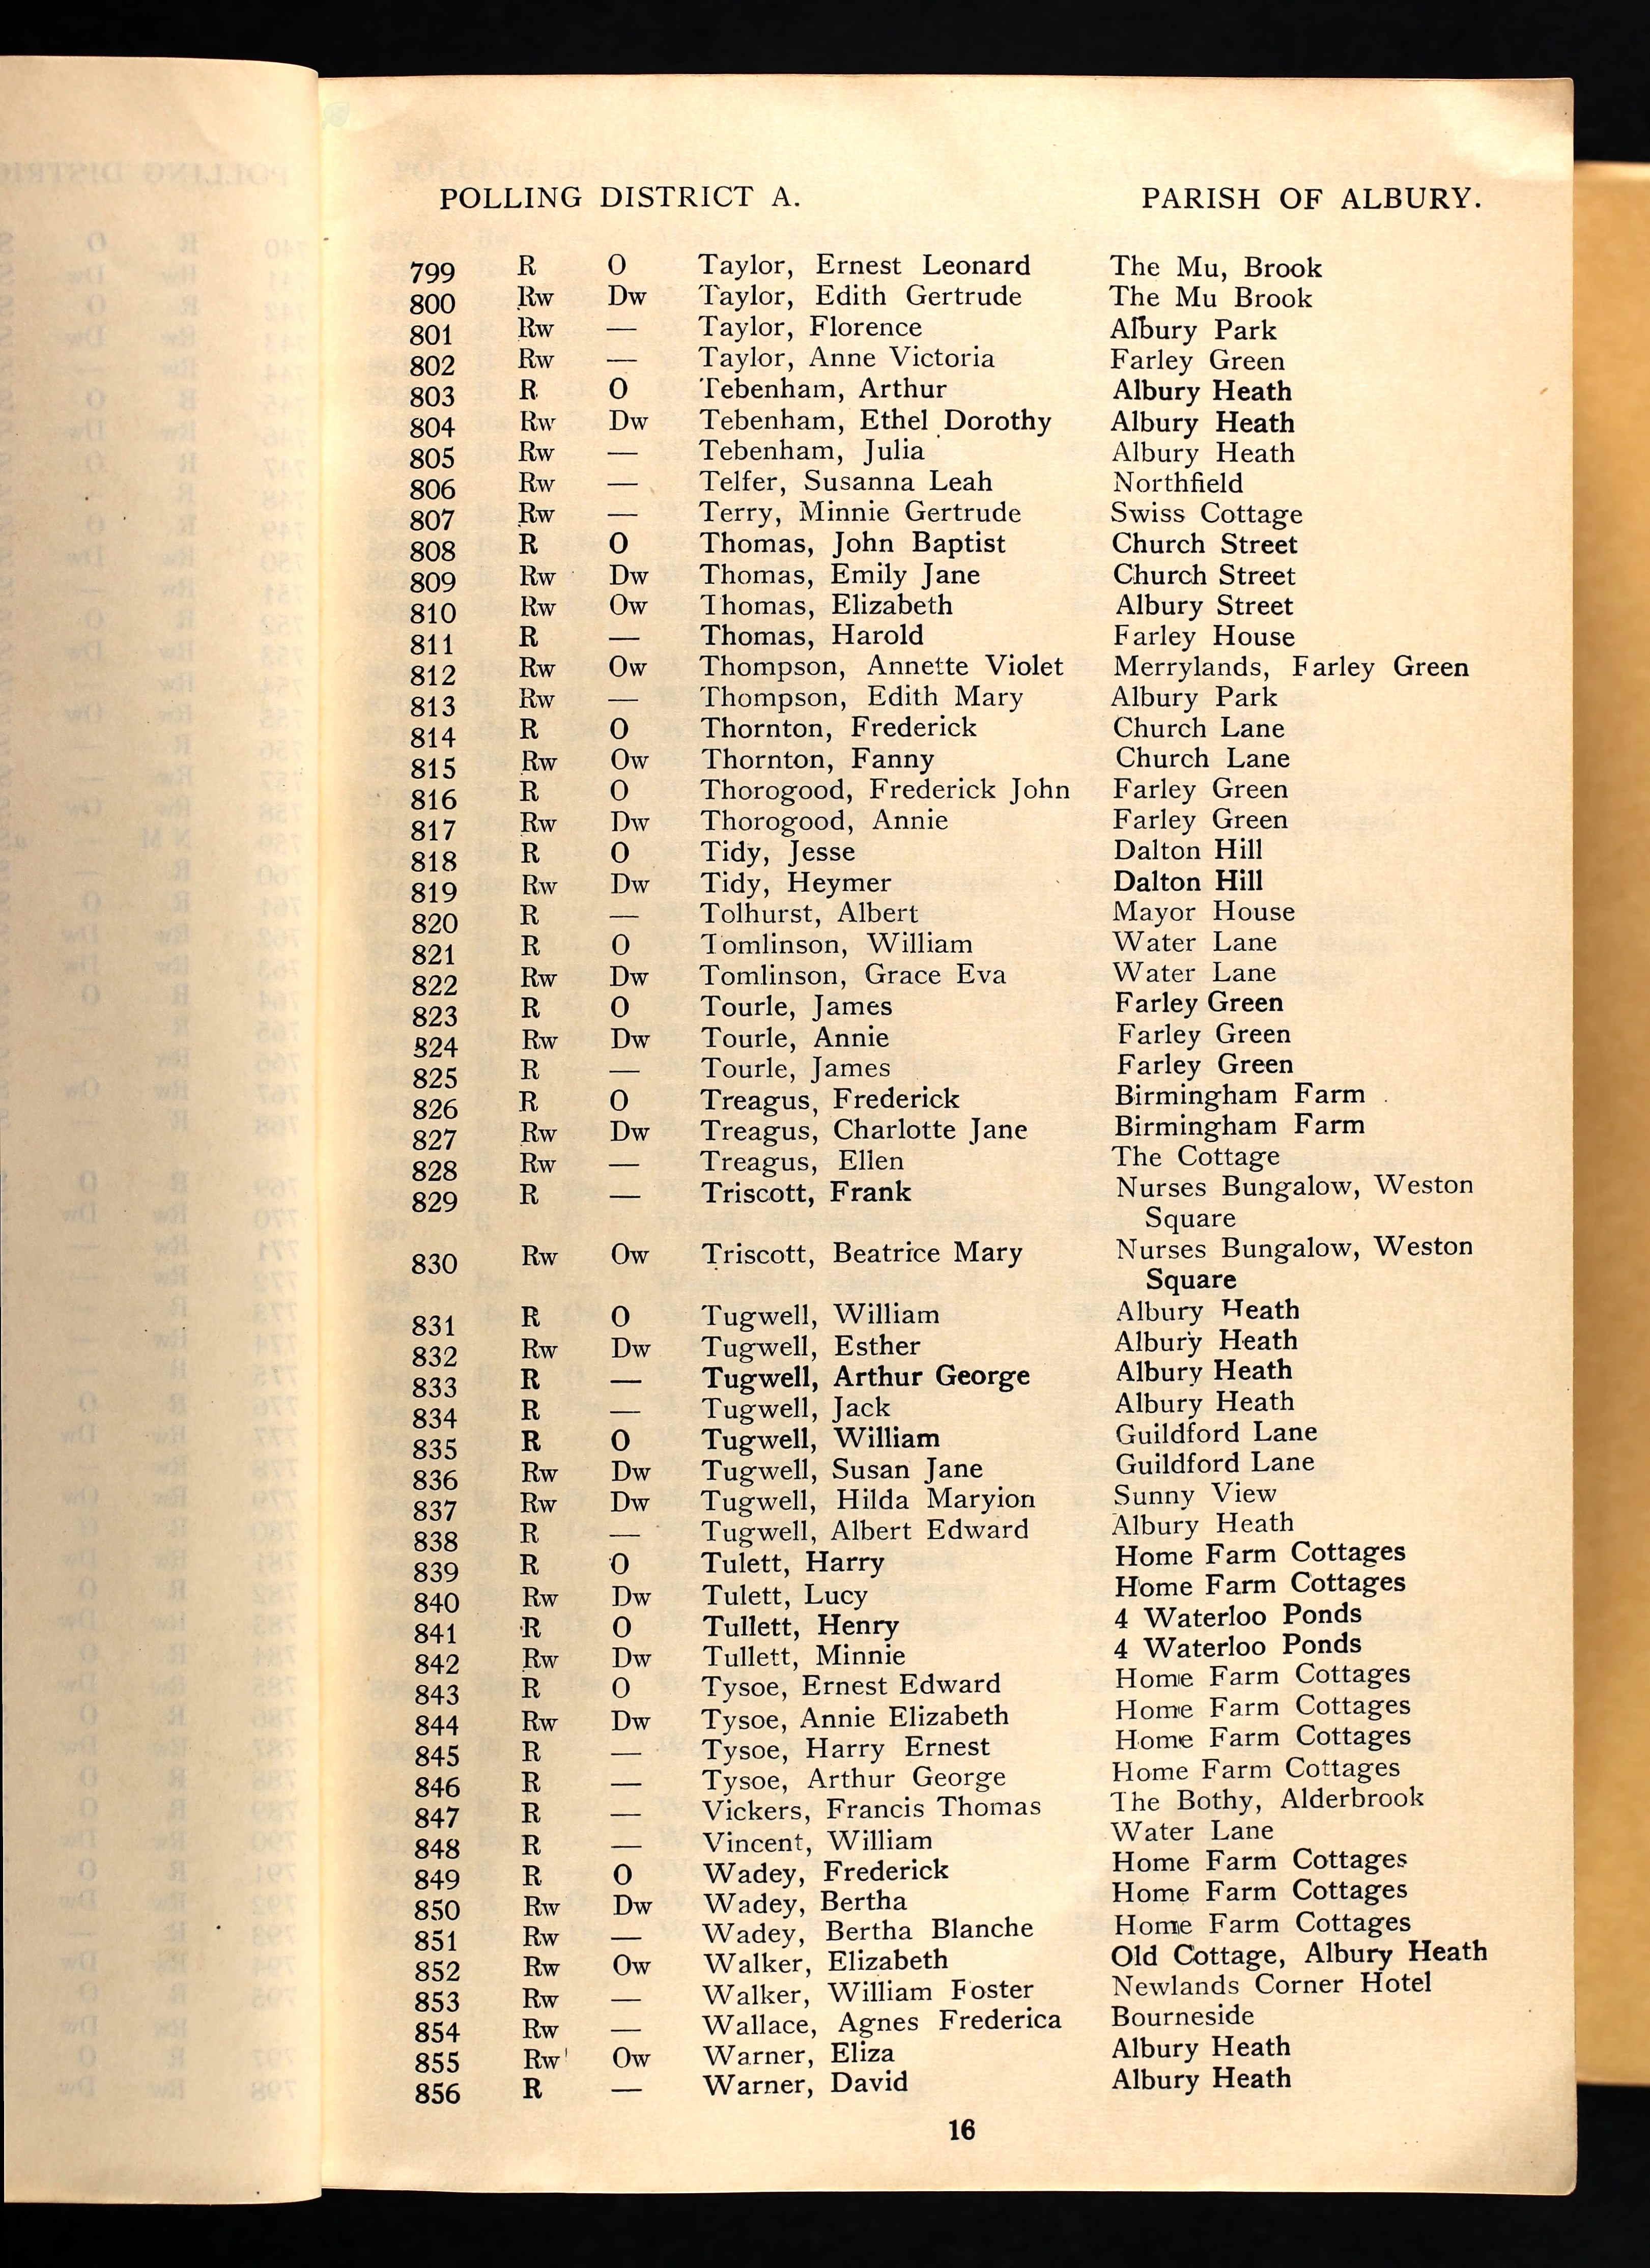 POLLING DISTRICT A. PARISH OF ALBURY.
799 R O Taylor, Ernest Leonard The Mu, Brook
800 Rw Dw Taylor, Edith Gertrude The Mu Brook
801 Rw — Taylor, Florence Albury Park
802 Rw — Taylor, Anne Victoria Farley Green
803 R O Tebenham, Arthur Albury Heath
804 Rw Dw Tebenham, Ethel Dorothy Albury Heath
805 Rw — Tebenham, Julia Albury Heath
806 Rw — Telfer, Susanna Leah Northfield
807 Rw — Terry, Minnie Gertrude Swiss Cottage
808 R O Thomas, John Baptist Church Street
809 Rw Dw Thomas, Emily Jane Church Street
810 Rw Ow Thomas, Elizabeth Albury Street
811 R — Thomas, Harold Farley House
812 Rw Ow Thompson, Annette Violet Merrylands, Farley Green
813 Rw — Thompson, Edith Mary Albury Park
814 R O Thornton, Frederick Church Lane
815 Rw Ow Thornton, Fanny Church Lane
816 R O Thorogood, Frederick John Farley Green
817 Rw Dw Thorogood, Annie Farley Green
818 R O Tidy, Jesse Dalton Hill
819 Rw Dw Tidy, Heymer Dalton Hill
820 R — Tolhurst, Albert Mayor House
821 R O Tomlinson, William Water Lane
822 Rw Dw Tomlinson, Grace Eva Water Lane
823 R O Tourle, James Farley Green
824 Rw Dw Tourle, Annie Farley Green
825 R — Tourle, James Farley Green
826 R O Treagus, Frederick Birmingham Farm
827 Rw Dw Treagus, Charlotte Jane Birmingham Farm
828 Rw — Treagus, Ellen The Cottage
829 R — Triscott, Frank Nurses Bungalow, Weston
Square
830 Rw Ow Triscott, Beatrice Mary Nurses Bungalow, Weston
Square
831 R O Tugwell, William Albury Heath
832 Rw Dw Tugwell, Esther Albury Heath
833 R — Tugwell, Arthur George Albury Heath
834 R — Tugwell, Jack Albury Heath
835 R O Tugwell, William Guildford Lane
836 Rw Dw Tugwell, Susan Jane Guildford Lane
837 Rw Dw Tugwell, Hilda Maryion Sunny View
838 R — Tugwell, Albert Edward Albury Heath
839 R O Tulett, Harry Home Farm Cottages
840 Rw Dw Tulett, Lucy Home Farm Cottages
841 R O Tullett, Henry 4 Waterloo Ponds
842 Rw Dw Tullett, Minnie 4 Waterloo Ponds
843 R O Tysoe, Ernest Edward Home Farm Cottages
844 Rw Dw Tysoe, Annie Elizabeth Home Farm Cottages
845 R — Tysoe, Harry Ernest Home Farm Cottages
846 R — Tysoe, Arthur George Home Farm Cottages
847 R — Vickers, Francis Thomas The Bothy, Alderbrook
848 R — Vincent, William Water Lane
849 R O Wadey, Frederick Home Farm Cottages
850 Rw Dw Wadey, Bertha Home Farm Cottages
851 Rw — Wadey, Bertha Blanche Home Farm Cottages
852 Rw Ow Walker, Elizabeth Old Cottage, Albury Heath
853 Rw — Walker, William Foster Newlands Corner Hotel
854 Rw — Wallace, Agnes Frederica Bourneside
855 Rw Ow Warner, Eliza Albury Heath
856 R — Warner, David Albury Heath
16